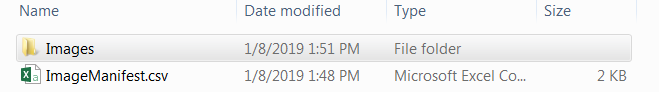 Name Date modified Type Size
Images 1/8/2019 1:51 PM File folder
ImageManifest.csv 1/8/2019 1:48 PM Microsoft Excel Co... 2 KB